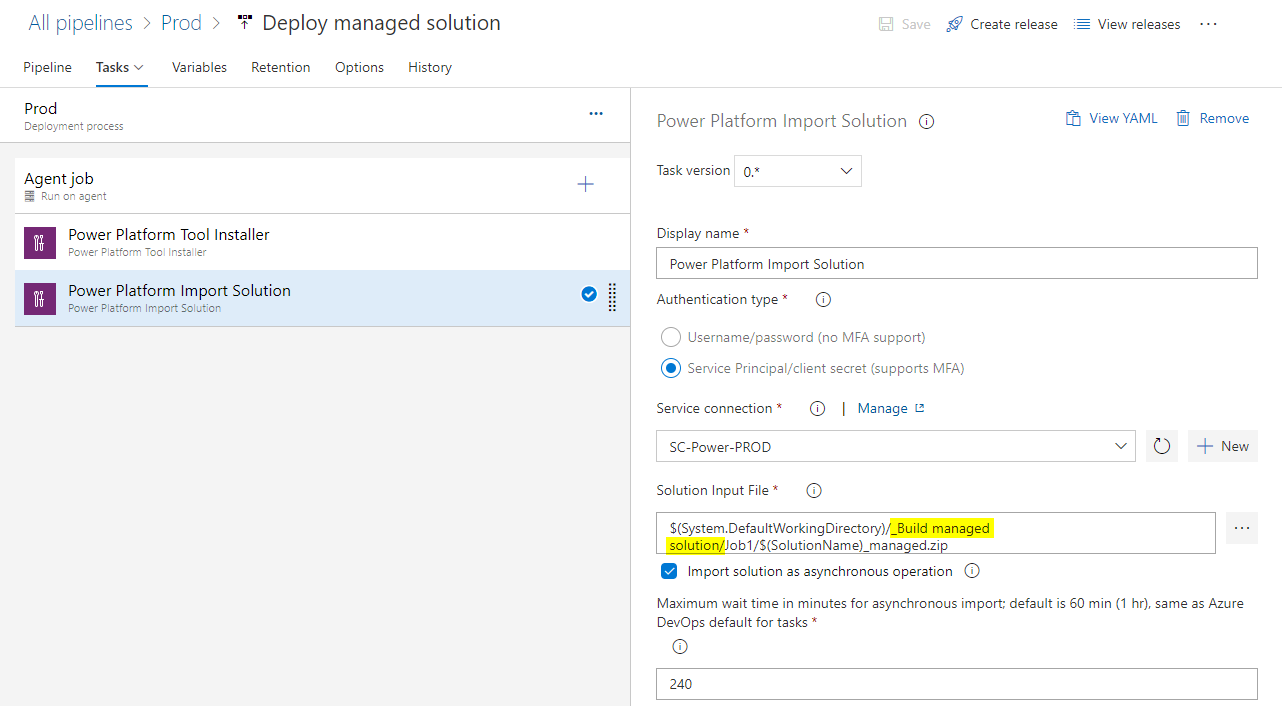 All pipelines > Prod > Deploy managed solution
Save Create release View releases ...
Pipeline Tasks Variables Retention Options History
Prod
Deployment process
...
Agent job
Run on agent
Power Platform Tool Installer
Power Platform Tool Installer
Power Platform Import Solution
Power Platform Import Solution
Power Platform Import Solution
View YAML Remove
Task version 0.*
Display name *
Power Platform Import Solution
Authentication type *
Username/password (no MFA support)
Service Principal/client secret (supports MFA)
Service connection * | Manage
SC-Power-PROD
New
Solution Input File *
$(System.DefaultWorkingDirectory)/_Build managed
solution/Job1/$(SolutionName)_managed.zip
...
Import solution as asynchronous operation
Maximum wait time in minutes for asynchronous import; default is 60 min (1 hr), same as Azure
DevOps default for tasks *
240